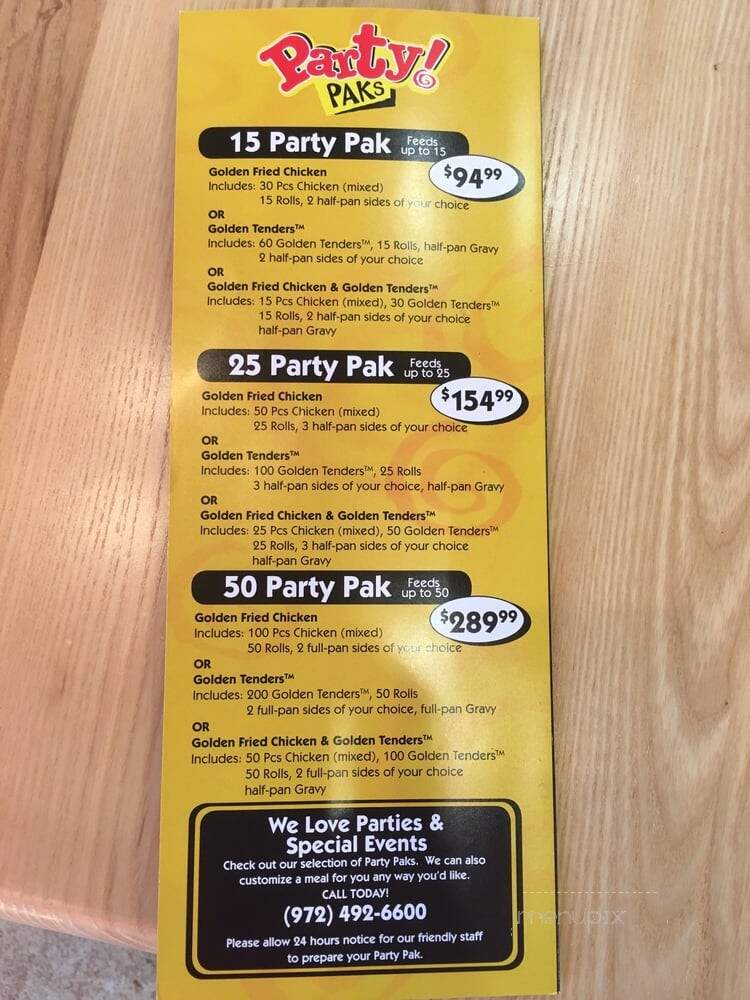 Party!
PAKS
15 Party Pak Feeds up to 15
$94.99
Golden Fried Chicken
Includes: 30 Pcs Chicken (mixed)
15 Rolls, 2 half-pan sides of your choice
OR
Golden Tenders™
Includes: 60 Golden Tenders™, 15 Rolls, half-pan Gravy
2 half-pan sides of your choice
OR
Golden Fried Chicken & Golden Tenders™
Includes: 15 Pcs Chicken (mixed), 30 Golden Tenders™
15 Rolls, 2 half-pan sides of your choice
half-pan Gravy
25 Party Pak Feeds up to 25
$154.99
Golden Fried Chicken
Includes: 50 Pcs Chicken (mixed)
25 Rolls, 3 half-pan sides of your choice
OR
Golden Tenders™
Includes: 100 Golden Tenders™, 25 Rolls
3 half-pan sides of your choice, half-pan Gravy
OR
Golden Fried Chicken & Golden Tenders™
Includes: 25 Pcs Chicken (mixed), 50 Golden Tenders™
25 Rolls, 3 half-pan sides of your choice
half-pan Gravy
50 Party Pak Feeds up to 50
$289.99
Golden Fried Chicken
Includes: 100 Pcs Chicken (mixed)
50 Rolls, 2 full-pan sides of your choice
OR
Golden Tenders™
Includes: 200 Golden Tenders™, 50 Rolls
2 full-pan sides of your choice, full-pan Gravy
OR
Golden Fried Chicken & Golden Tenders™
Includes: 50 Pcs Chicken (mixed), 100 Golden Tenders™
50 Rolls, 2 full-pan sides of your choice
half-pan Gravy
We Love Parties &
Special Events
Check out our selection of Party Paks. We can also
customize a meal for you any way you'd like.
CALL TODAY!
(972) 492-6600
Please allow 24 hours notice for our friendly staff
to prepare your Party Pak.
menupix